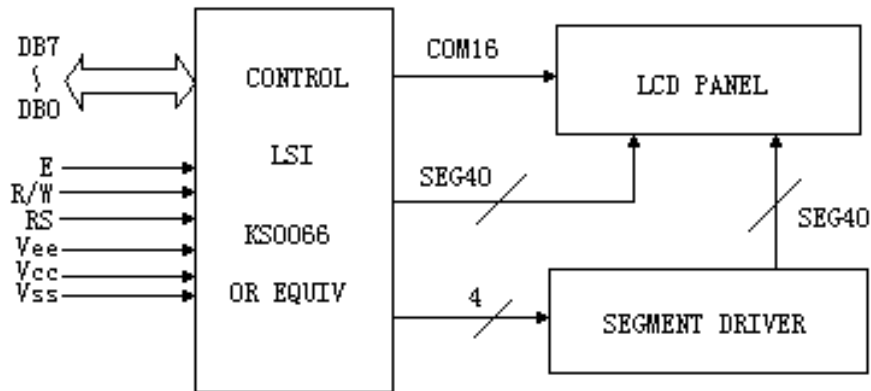 DB7
DB0
E
R/W
RS
Vee
Vcc
Vss
CONTROL
LSI
KS0066
OR EQUIV
COM16
SEG40
4
LCD PANEL
SEG40
SEGMENT DRIVER